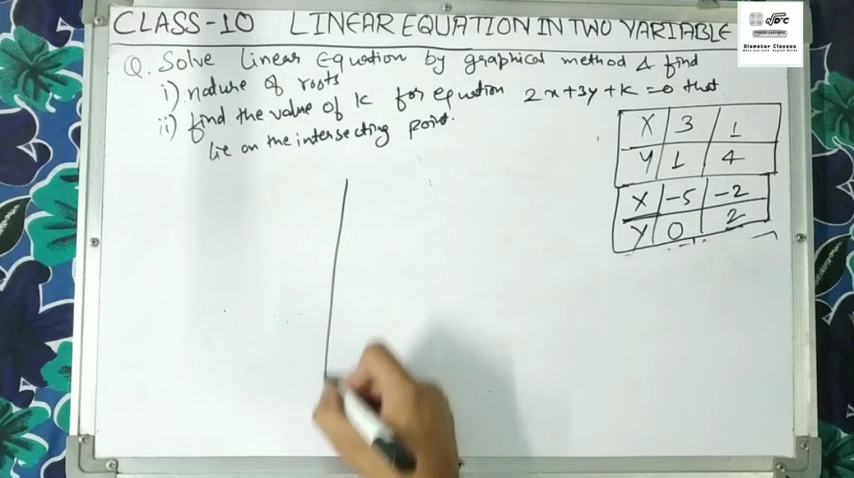 CLASS-10 LINEAR EQUATION IN TWO VARIABLE
Q. Solve linear Equation by graphical method & find
i) nature of roots
ii) find the value of k for equation 2x+3y+k=0 that
lie on the intersecting point.
X 3 1
Y 1 4
X -5 -2
Y 0 2
Diamstar Classes